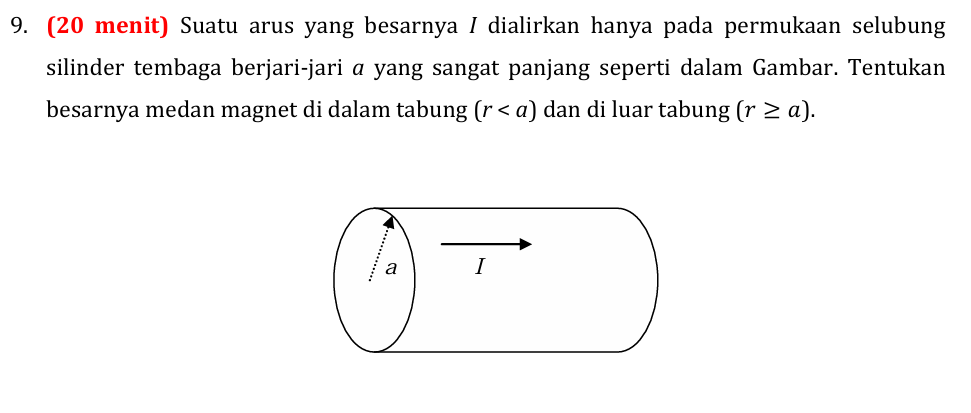 9. (20 menit) Suatu arus yang besarnya I dialirkan hanya pada permukaan selubung
silinder tembaga berjari-jari a yang sangat panjang seperti dalam Gambar. Tentukan
besarnya medan magnet di dalam tabung (r < a) dan di luar tabung (r ≥ a).
a
I